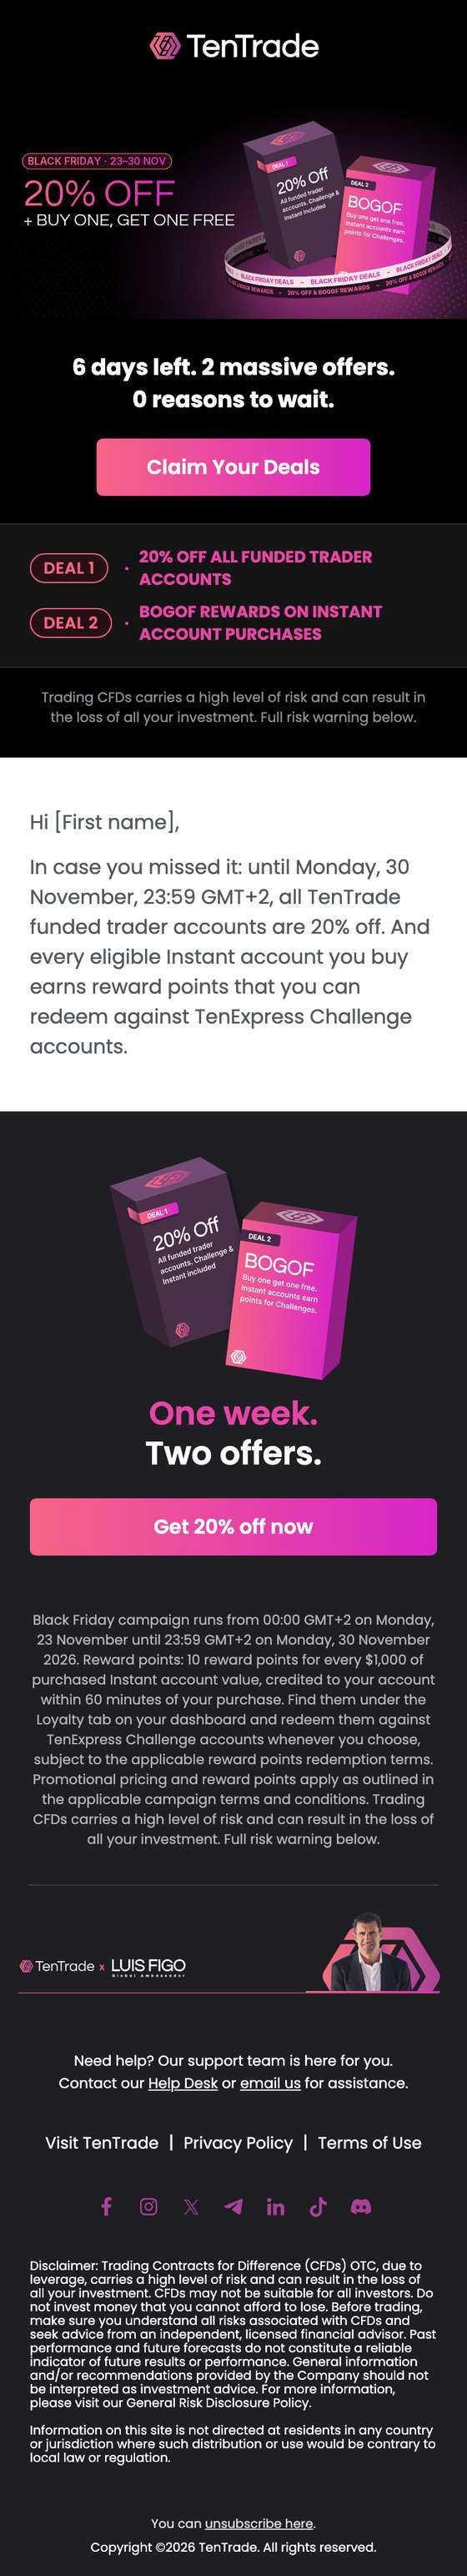 TenTrade
BLACK FRIDAY · 23–30 NOV
20% OFF
+ BUY ONE, GET ONE FREE
DEAL 1
20% Off
All funded trader
accounts. Challenge &
Instant included
DEAL 2
BOGOF
Buy one get one free.
Instant accounts earn
points for Challenges.
BLACK FRIDAY DEALS – BLACK FRIDAY DEALS – BLACK FRIDAY DEALS
REWARDS – 20% OFF & BOGOF REWARDS – 20% OFF & BOGOF
6 days left. 2 massive offers.
0 reasons to wait.
Claim Your Deals
DEAL 1 · 20% OFF ALL FUNDED TRADER
ACCOUNTS
DEAL 2 · BOGOF REWARDS ON INSTANT
ACCOUNT PURCHASES
Trading CFDs carries a high level of risk and can result in
the loss of all your investment. Full risk warning below.
Hi [First name],
In case you missed it: until Monday, 30
November, 23:59 GMT+2, all TenTrade
funded trader accounts are 20% off. And
every eligible Instant account you buy
earns reward points that you can
redeem against TenExpress Challenge
accounts.
DEAL 1
20% Off
All funded trader
accounts. Challenge &
Instant included
DEAL 2
BOGOF
Buy one get one free.
Instant accounts earn
points for Challenges.
One week.
Two offers.
Get 20% off now
Black Friday campaign runs from 00:00 GMT+2 on Monday,
23 November until 23:59 GMT+2 on Monday, 30 November
2026. Reward points: 10 reward points for every $1,000 of
purchased Instant account value, credited to your account
within 60 minutes of your purchase. Find them under the
Loyalty tab on your dashboard and redeem them against
TenExpress Challenge accounts whenever you choose,
subject to the applicable reward points redemption terms.
Promotional pricing and reward points apply as outlined in
the applicable campaign terms and conditions. Trading
CFDs carries a high level of risk and can result in the loss of
all your investment. Full risk warning below.
TenTrade x LUIS FIGO
Global Ambassador
Need help? Our support team is here for you.
Contact our Help Desk or email us for assistance.
Visit TenTrade | Privacy Policy | Terms of Use
Disclaimer: Trading Contracts for Difference (CFDs) OTC, due to
leverage, carries a high level of risk and can result in the loss of
all your investment. CFDs may not be suitable for all investors. Do
not invest money that you cannot afford to lose. Before trading,
make sure you understand all risks associated with CFDs and
seek advice from an independent, licensed financial advisor. Past
performance and future forecasts do not constitute a reliable
indicator of future results or performance. General information
and/or recommendations provided by the Company should not
be interpreted as investment advice. For more information,
please visit our General Risk Disclosure Policy.
Information on this site is not directed at residents in any country
or jurisdiction where such distribution or use would be contrary to
local law or regulation.
You can unsubscribe here.
Copyright ©2026 TenTrade. All rights reserved.